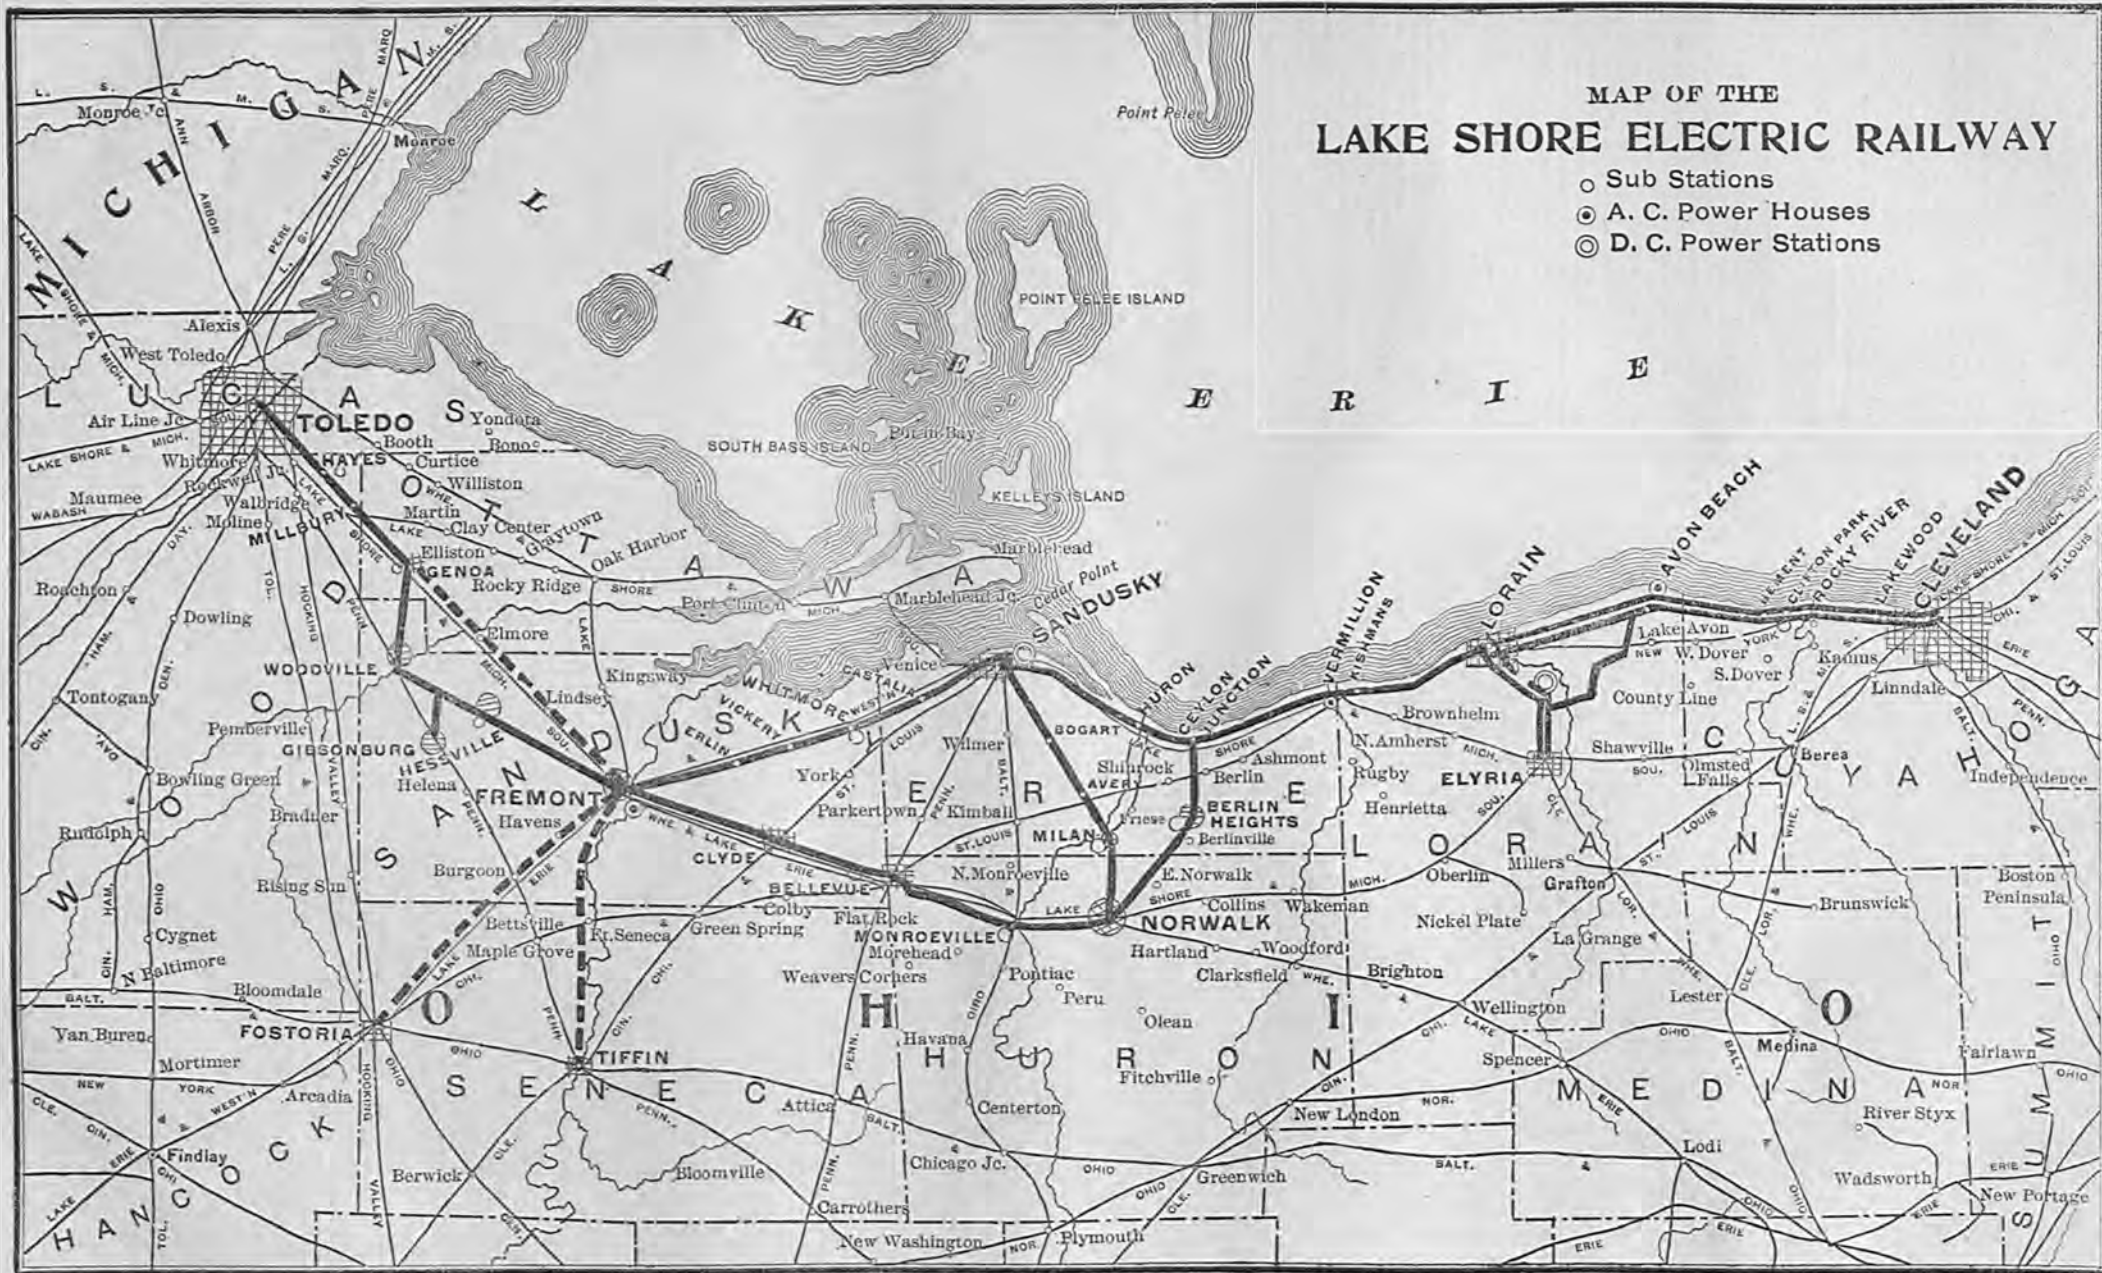 MAP OF THE
LAKE SHORE ELECTRIC RAILWAY
Sub Stations
A. C. Power Houses
D. C. Power Stations
MICHIGAN
LAKE ERIE
OHIO
LUCAS
OTTAWA
WOOD
SANDUSKY
ERIE
LORAIN
CUYAHOGA
SENECA
HURON
MEDINA
SUMMIT
HANCOCK
Monroe Jc.
Monroe
Point Pelee
POINT PELEE ISLAND
Alexis
West Toledo
Air Line Jc.
TOLEDO
Yondota
Booth
Bono
SOUTH BASS ISLAND
Put-in-Bay
KELLEYS ISLAND
Whitmore
HAYES
Curtice
Rockwell Jc.
Williston
Maumee
Walbridge
Martin
Moline
MILLBURY
Clay Center
Graytown
Elliston
GENOA
Oak Harbor
Rocky Ridge
Roachton
Port Clinton
Marblehead
Marblehead Jc.
Cedar Point
SANDUSKY
Dowling
Elmore
WOODVILLE
Kingsway
Lindsey
Venice
CASTALIA
WHITMORE
VICKERY
ERLIN
Tontogany
Pemberville
GIBSONBURG
HESSVILLE
Helena
Bowling Green
FREMONT
Havens
Bradner
Rudolph
Rising Sun
Burgoon
Bettsville
Maple Grove
Ft. Seneca
Green Spring
CLYDE
York
Parkertown
Kimball
Wilmer
BOGART
HURON
CEYLON JUNCTION
VERMILLION
KISHMANS
LORAIN
AVON BEACH
HEMENT
CLIFTON PARK
ROCKY RIVER
LAKEWOOD
CLEVELAND
Lake Avon
W. Dover
S. Dover
Kamus
Linndale
County Line
Brownhelm
N. Amherst
Shawville
Olmsted Falls
Berea
Independence
ELYRIA
Rugby
Henrietta
Ashmont
Berlin
Shinrock
AVERY
BERLIN HEIGHTS
Berlinville
MILAN
Friese
BELLEVUE
Colby
Flat Rock
N. Monroeville
MONROEVILLE
E. Norwalk
NORWALK
Collins
Wakeman
Oberlin
Millers
Grafton
Nickel Plate
Brunswick
Boston
Peninsula
Cygnet
N Baltimore
Bloomdale
Van Buren
FOSTORIA
Mortimer
Arcadia
Findlay
TIFFIN
Weavers Corners
Morehead
Pontiac
Peru
Hartland
Woodford
Clarksfield
Brighton
La Grange
Wellington
Lester
Olean
Havana
Spencer
Medina
Fairlawn
Fitchville
Centerton
Attica
New London
River Styx
Berwick
Bloomville
Chicago Jc.
Greenwich
Lodi
Wadsworth
New Portage
Carrothers
New Washington
Plymouth